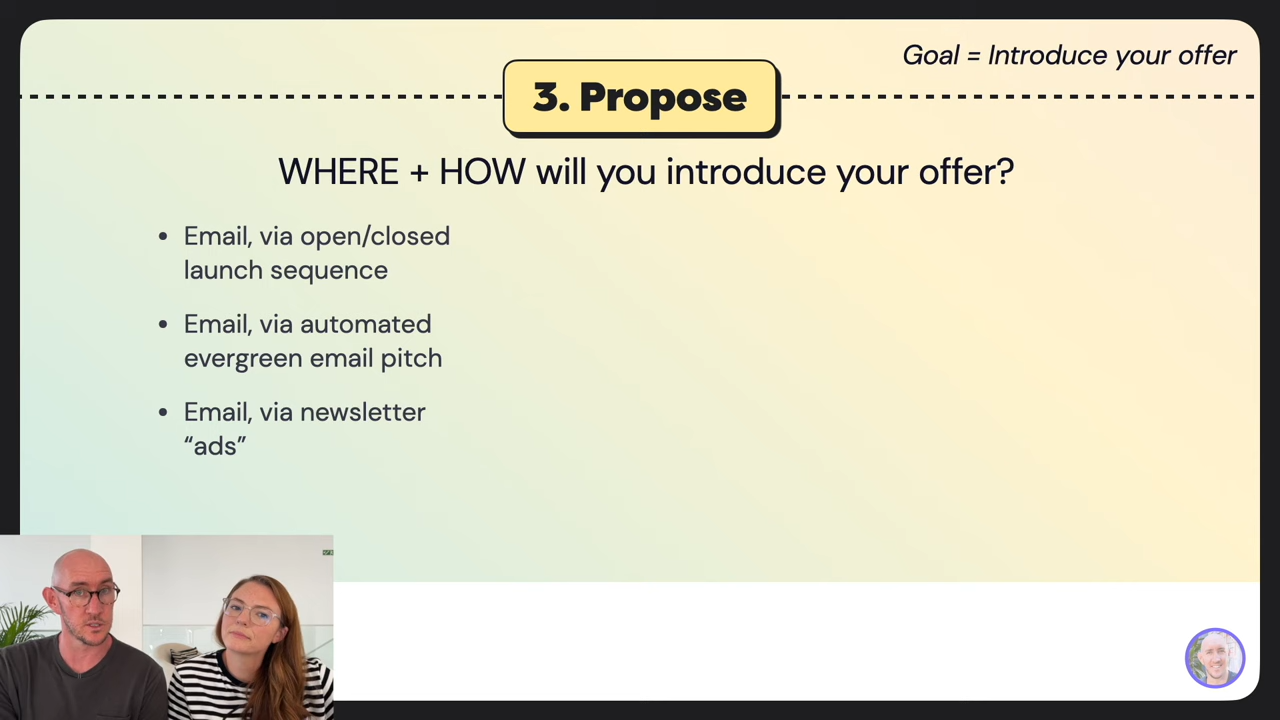 Goal = Introduce your offer
3. Propose
WHERE + HOW will you introduce your offer?
• Email, via open/closed
launch sequence
• Email, via automated
evergreen email pitch
• Email, via newsletter
“ads”